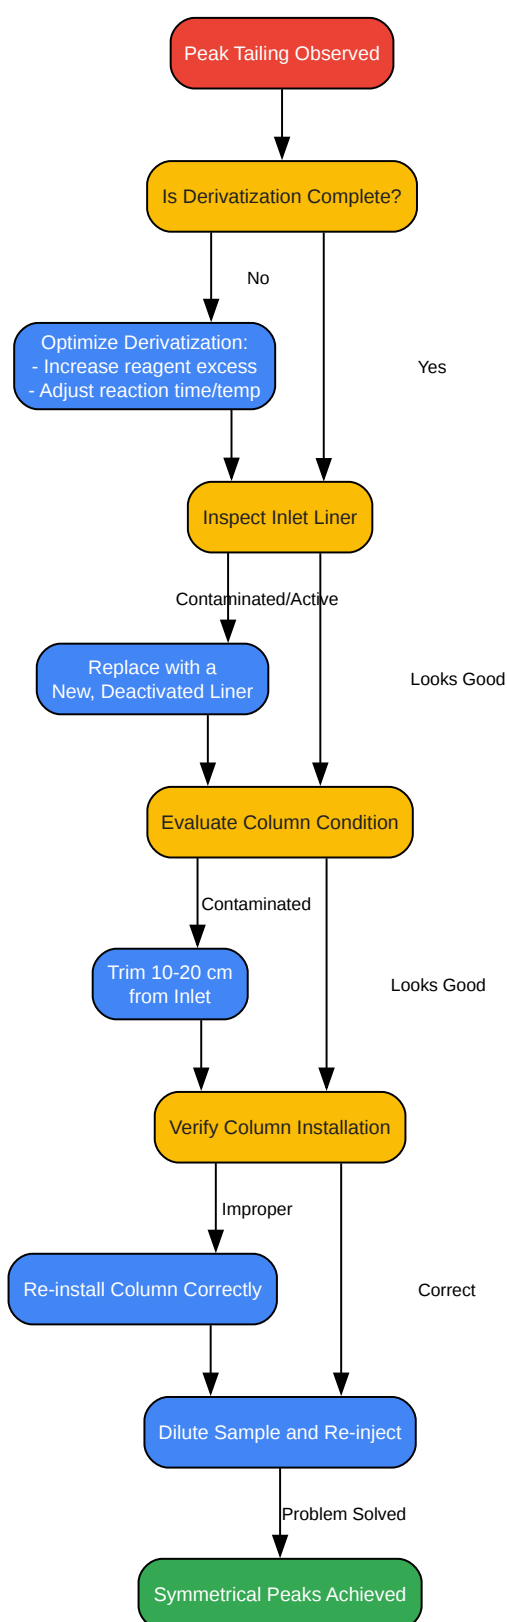 Peak Tailing Observed
Is Derivatization Complete?
No
Optimize Derivatization:
- Increase reagent excess
- Adjust reaction time/temp
Yes
Inspect Inlet Liner
Contaminated/Active
Replace with a
New, Deactivated Liner
Looks Good
Evaluate Column Condition
Contaminated
Trim 10-20 cm
from Inlet
Looks Good
Verify Column Installation
Improper
Re-install Column Correctly
Correct
Dilute Sample and Re-inject
Problem Solved
Symmetrical Peaks Achieved